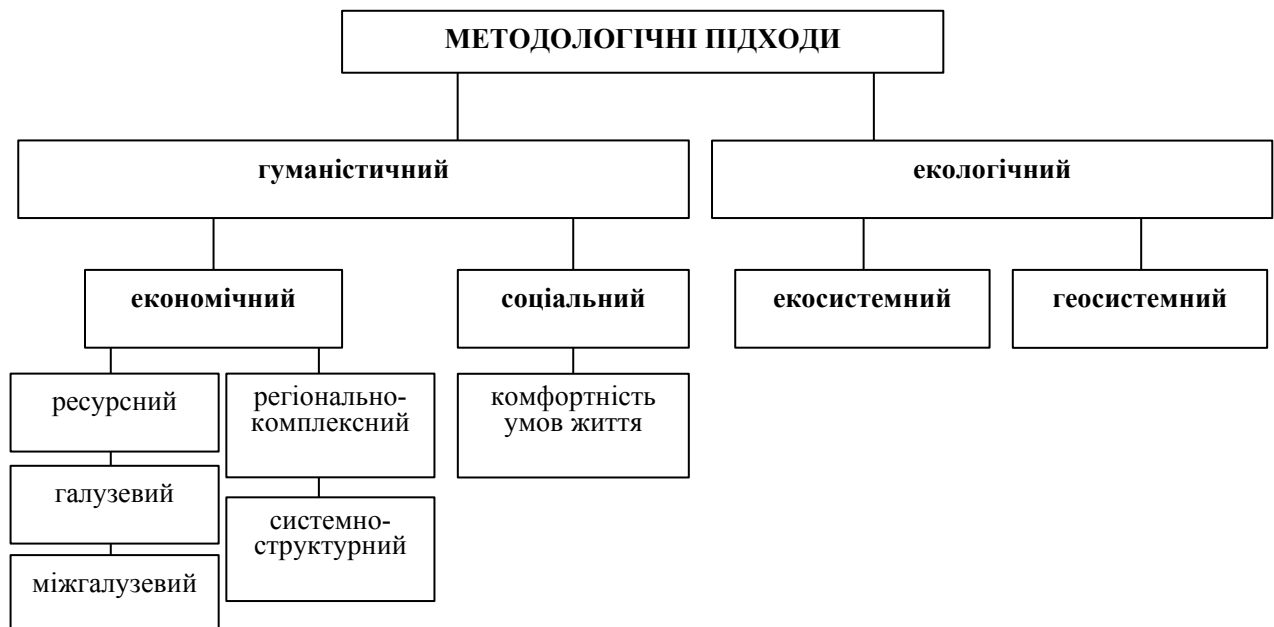 МЕТОДОЛОГІЧНІ ПІДХОДИ
гуманістичний
екологічний
економічний
соціальний
екосистемний
геосистемний
ресурсний
регіонально-
комплексний
комфортність
умов життя
галузевий
системно-
структурний
міжгалузевий